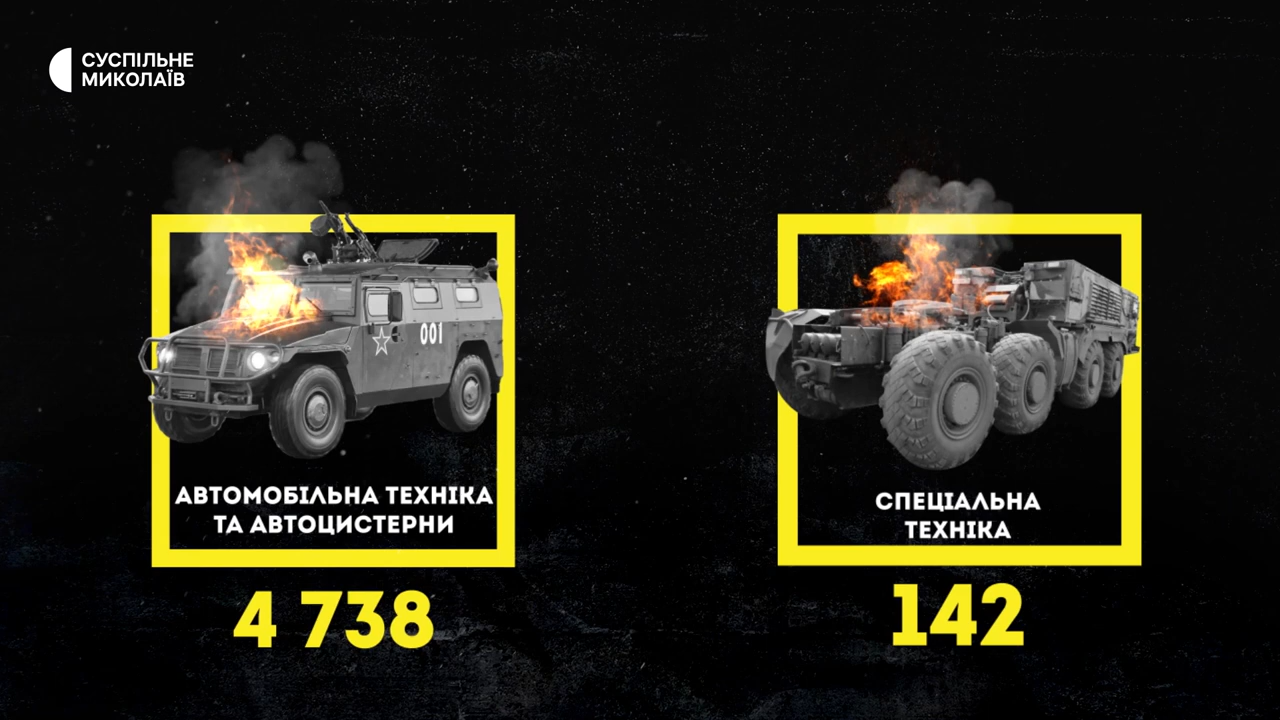 СУСПІЛЬНЕ
МИКОЛАЇВ
001
АВТОМОБІЛЬНА ТЕХНІКА
ТА АВТОЦИСТЕРНИ
4 738
СПЕЦІАЛЬНА
ТЕХНІКА
142